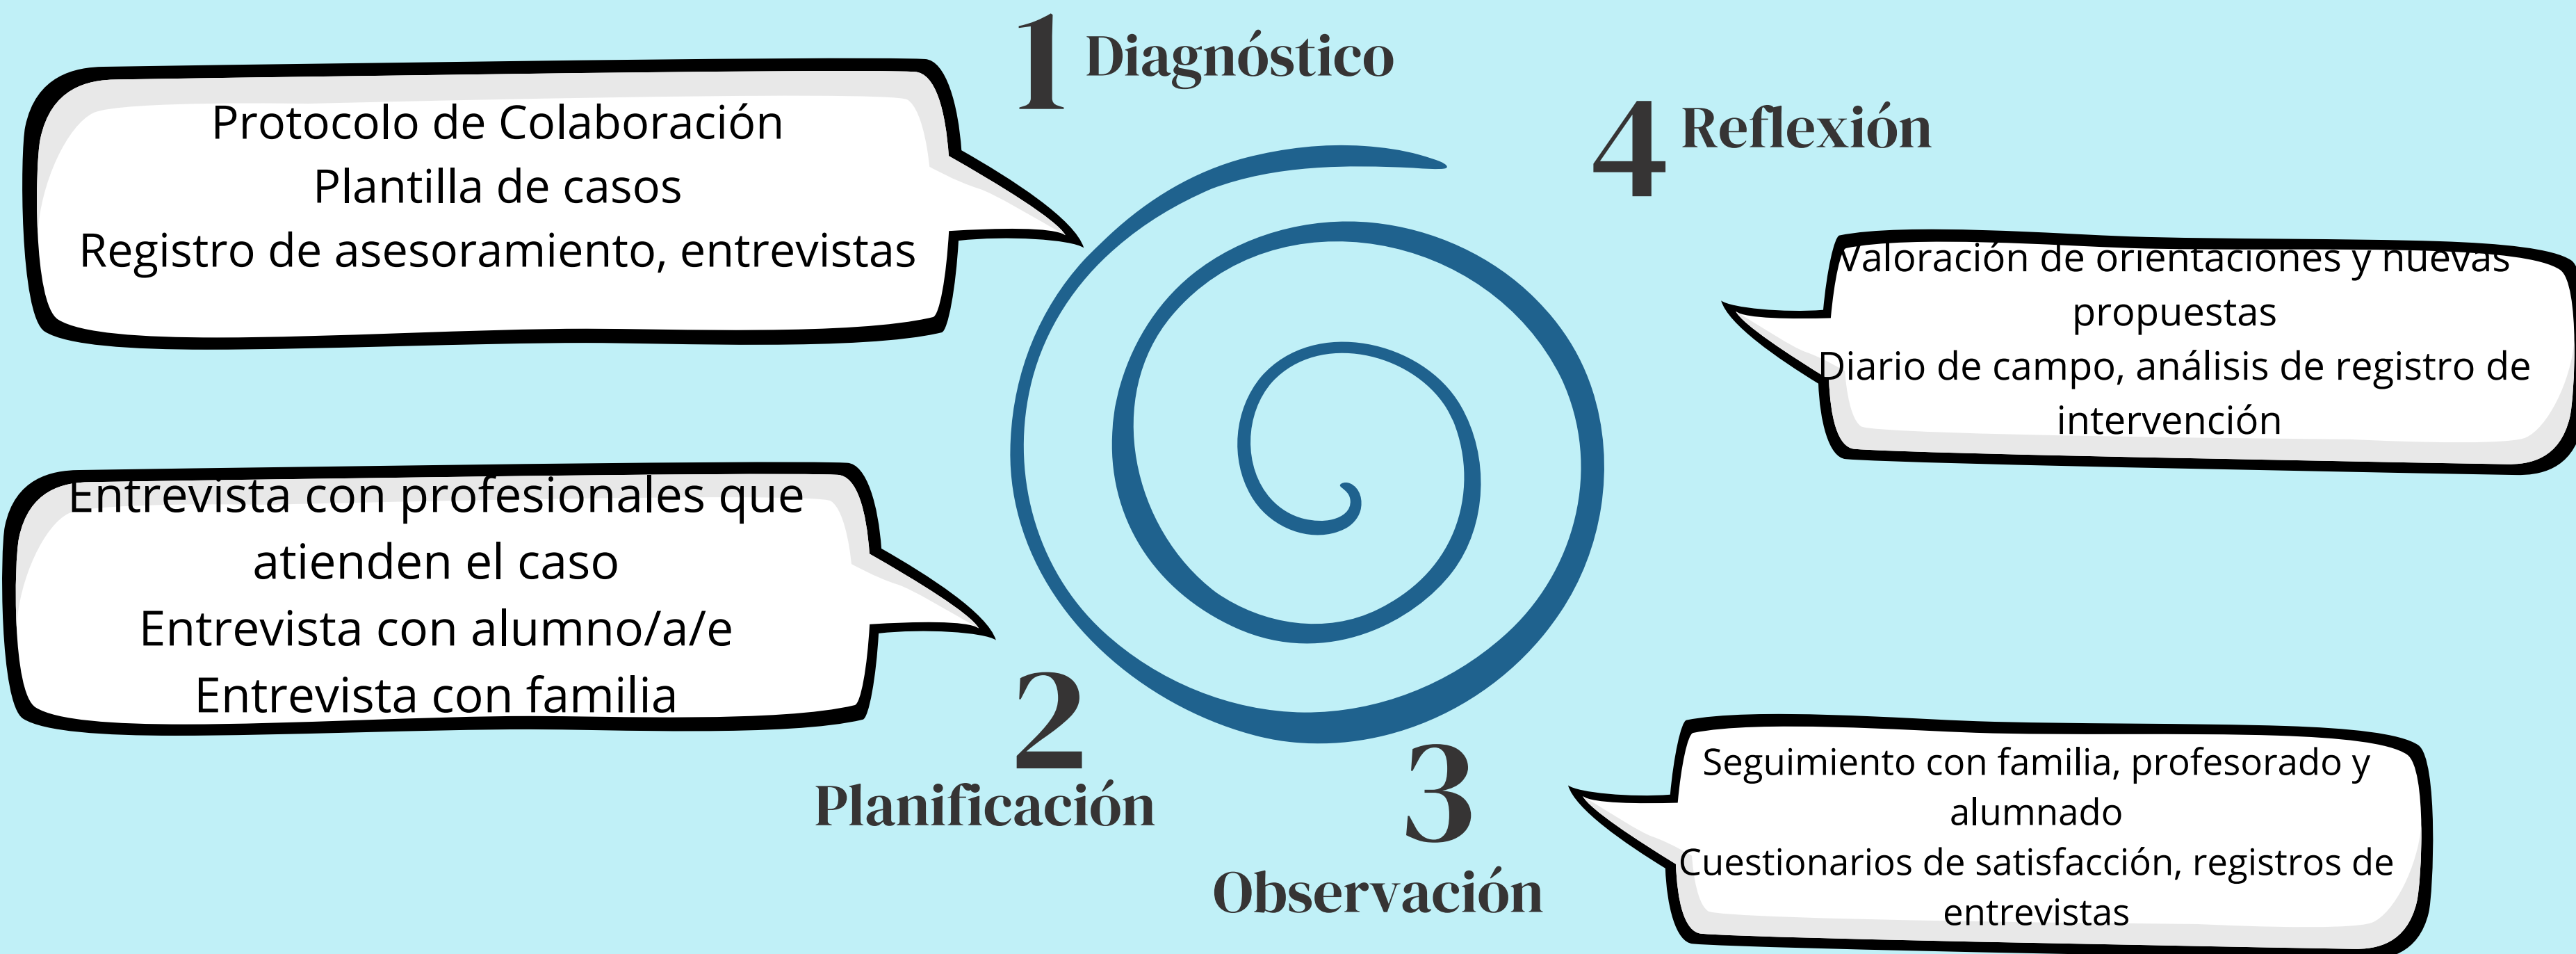 1 Diagnóstico
Protocolo de Colaboración
Plantilla de casos
Registro de asesoramiento, entrevistas
Entrevista con profesionales que
atienden el caso
Entrevista con alumno/a/e
Entrevista con familia
2
Planificación
3
Observación
Seguimiento con familia, profesorado y
alumnado
Cuestionarios de satisfacción, registros de
entrevistas
4 Reflexión
Valoración de orientaciones y nuevas
propuestas
Diario de campo, análisis de registro de
intervención